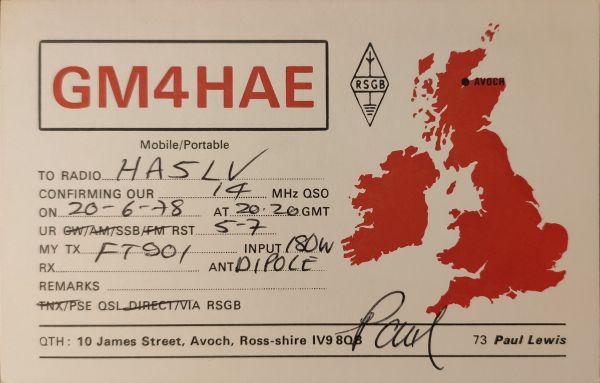 GM4HAE
Mobile/Portable
RSGB
AVOCH
TO RADIO HA5LV
CONFIRMING OUR 14 MHz QSO
ON 20-6-78 AT 20.20 GMT
UR CW/AM/SSB/FM RST 5-7
MY TX FT901 INPUT 180W
RX ANT DIPOLE
REMARKS
TNX/PSE QSL DIRECT/VIA RSGB
Paul
QTH: 10 James Street, Avoch, Ross-shire IV9 8QB 73 Paul Lewis